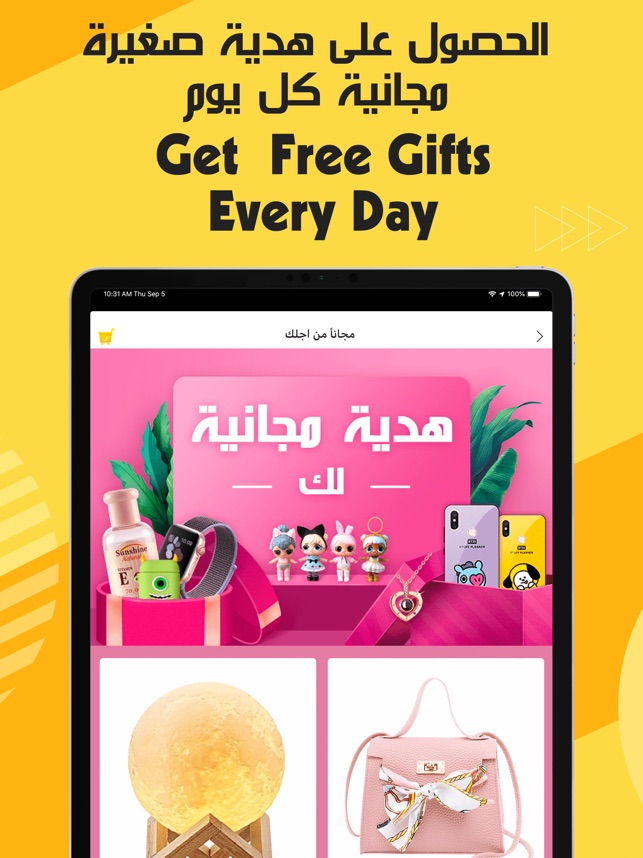 الحصول على هدية صغيرة
مجانية كل يوم
Get Free Gifts
Every Day
10:31 AM Thu Sep 5
100%
مجاناً من اجلك
هدية مجانية
لك
Sunshine
E